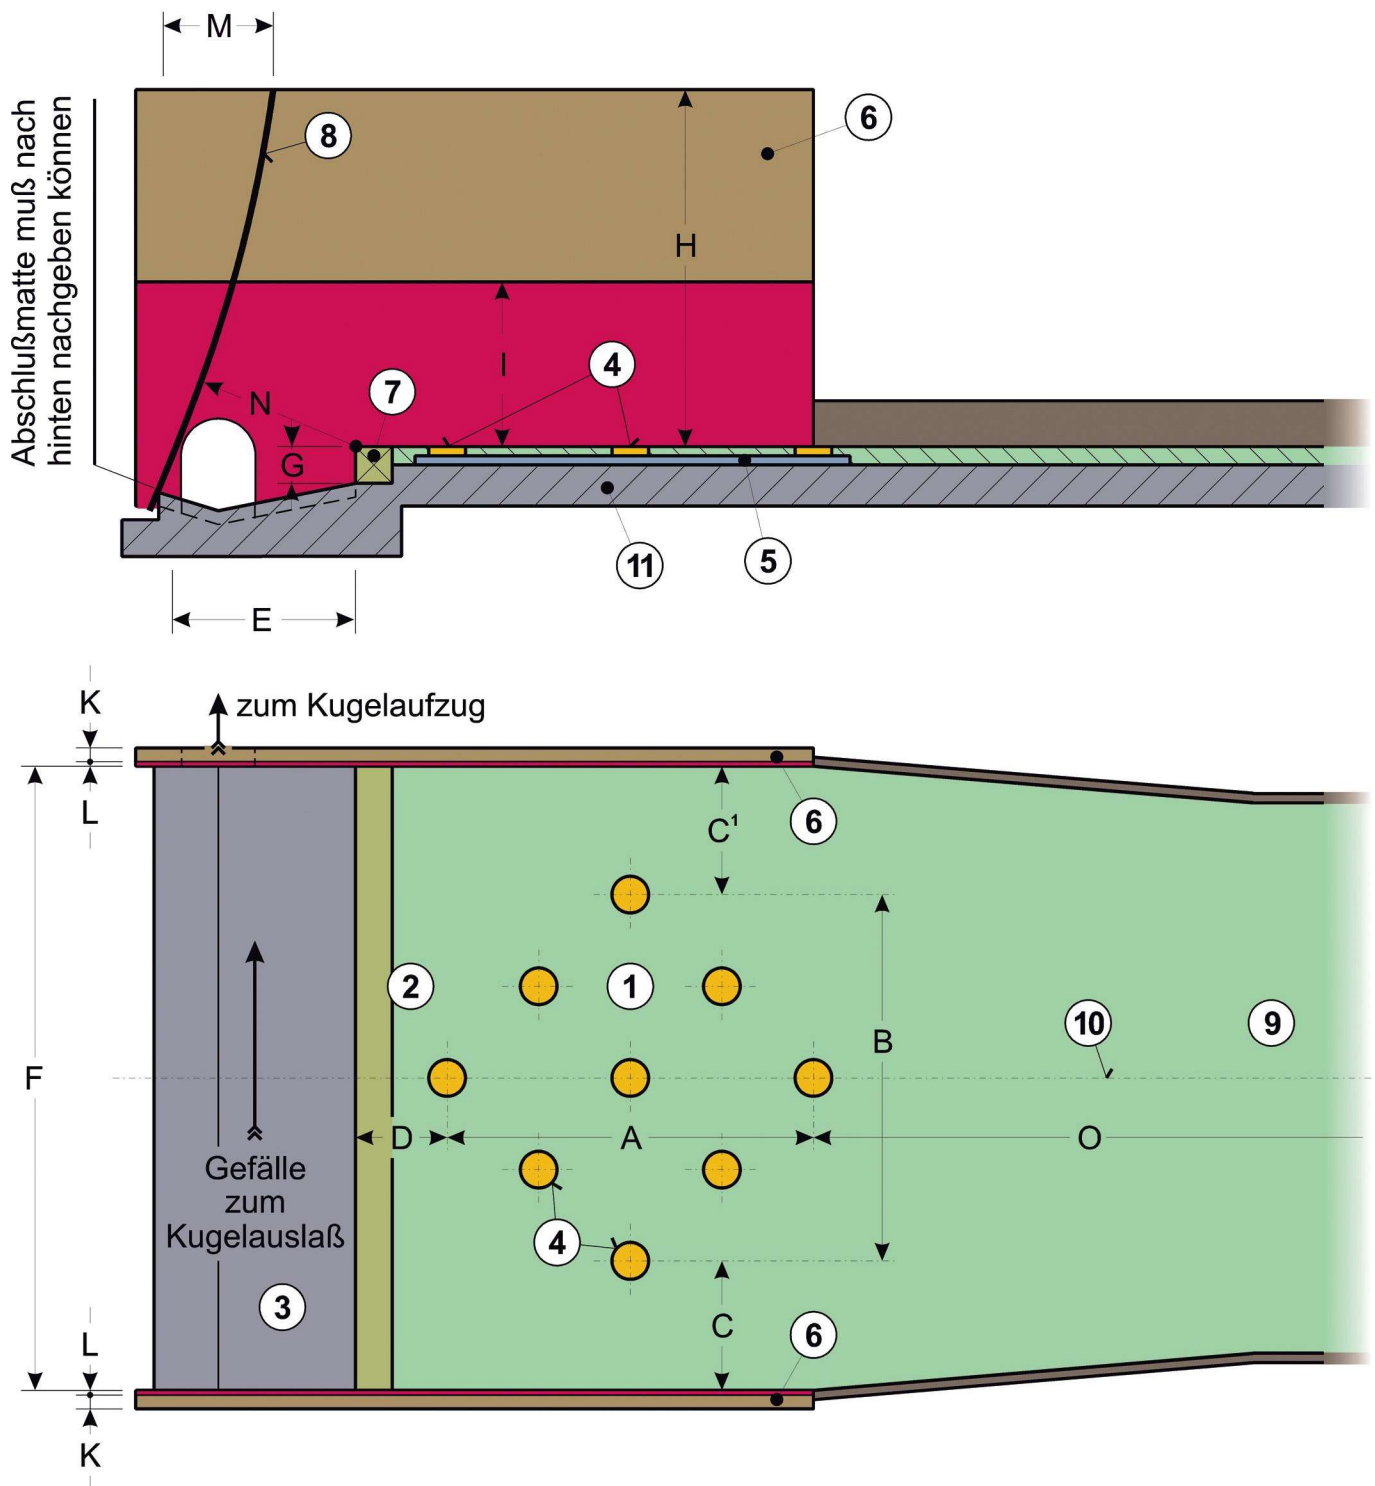 M
8
6
Abschlußmatte muß nach
hinten nachgeben können
H
I
4
7
N
G
11
5
E
K
zum Kugelaufzug
L
6
C¹
2
1
10
9
B
F
D
A
O
Gefälle
zum
Kugelauslaß
4
3
C
6
L
K